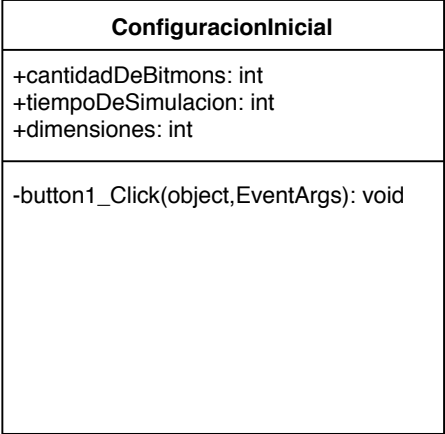 ConfiguracionInicial
+cantidadDeBitmons: int
+tiempoDeSimulacion: int
+dimensiones: int
-button1_Click(object,EventArgs): void